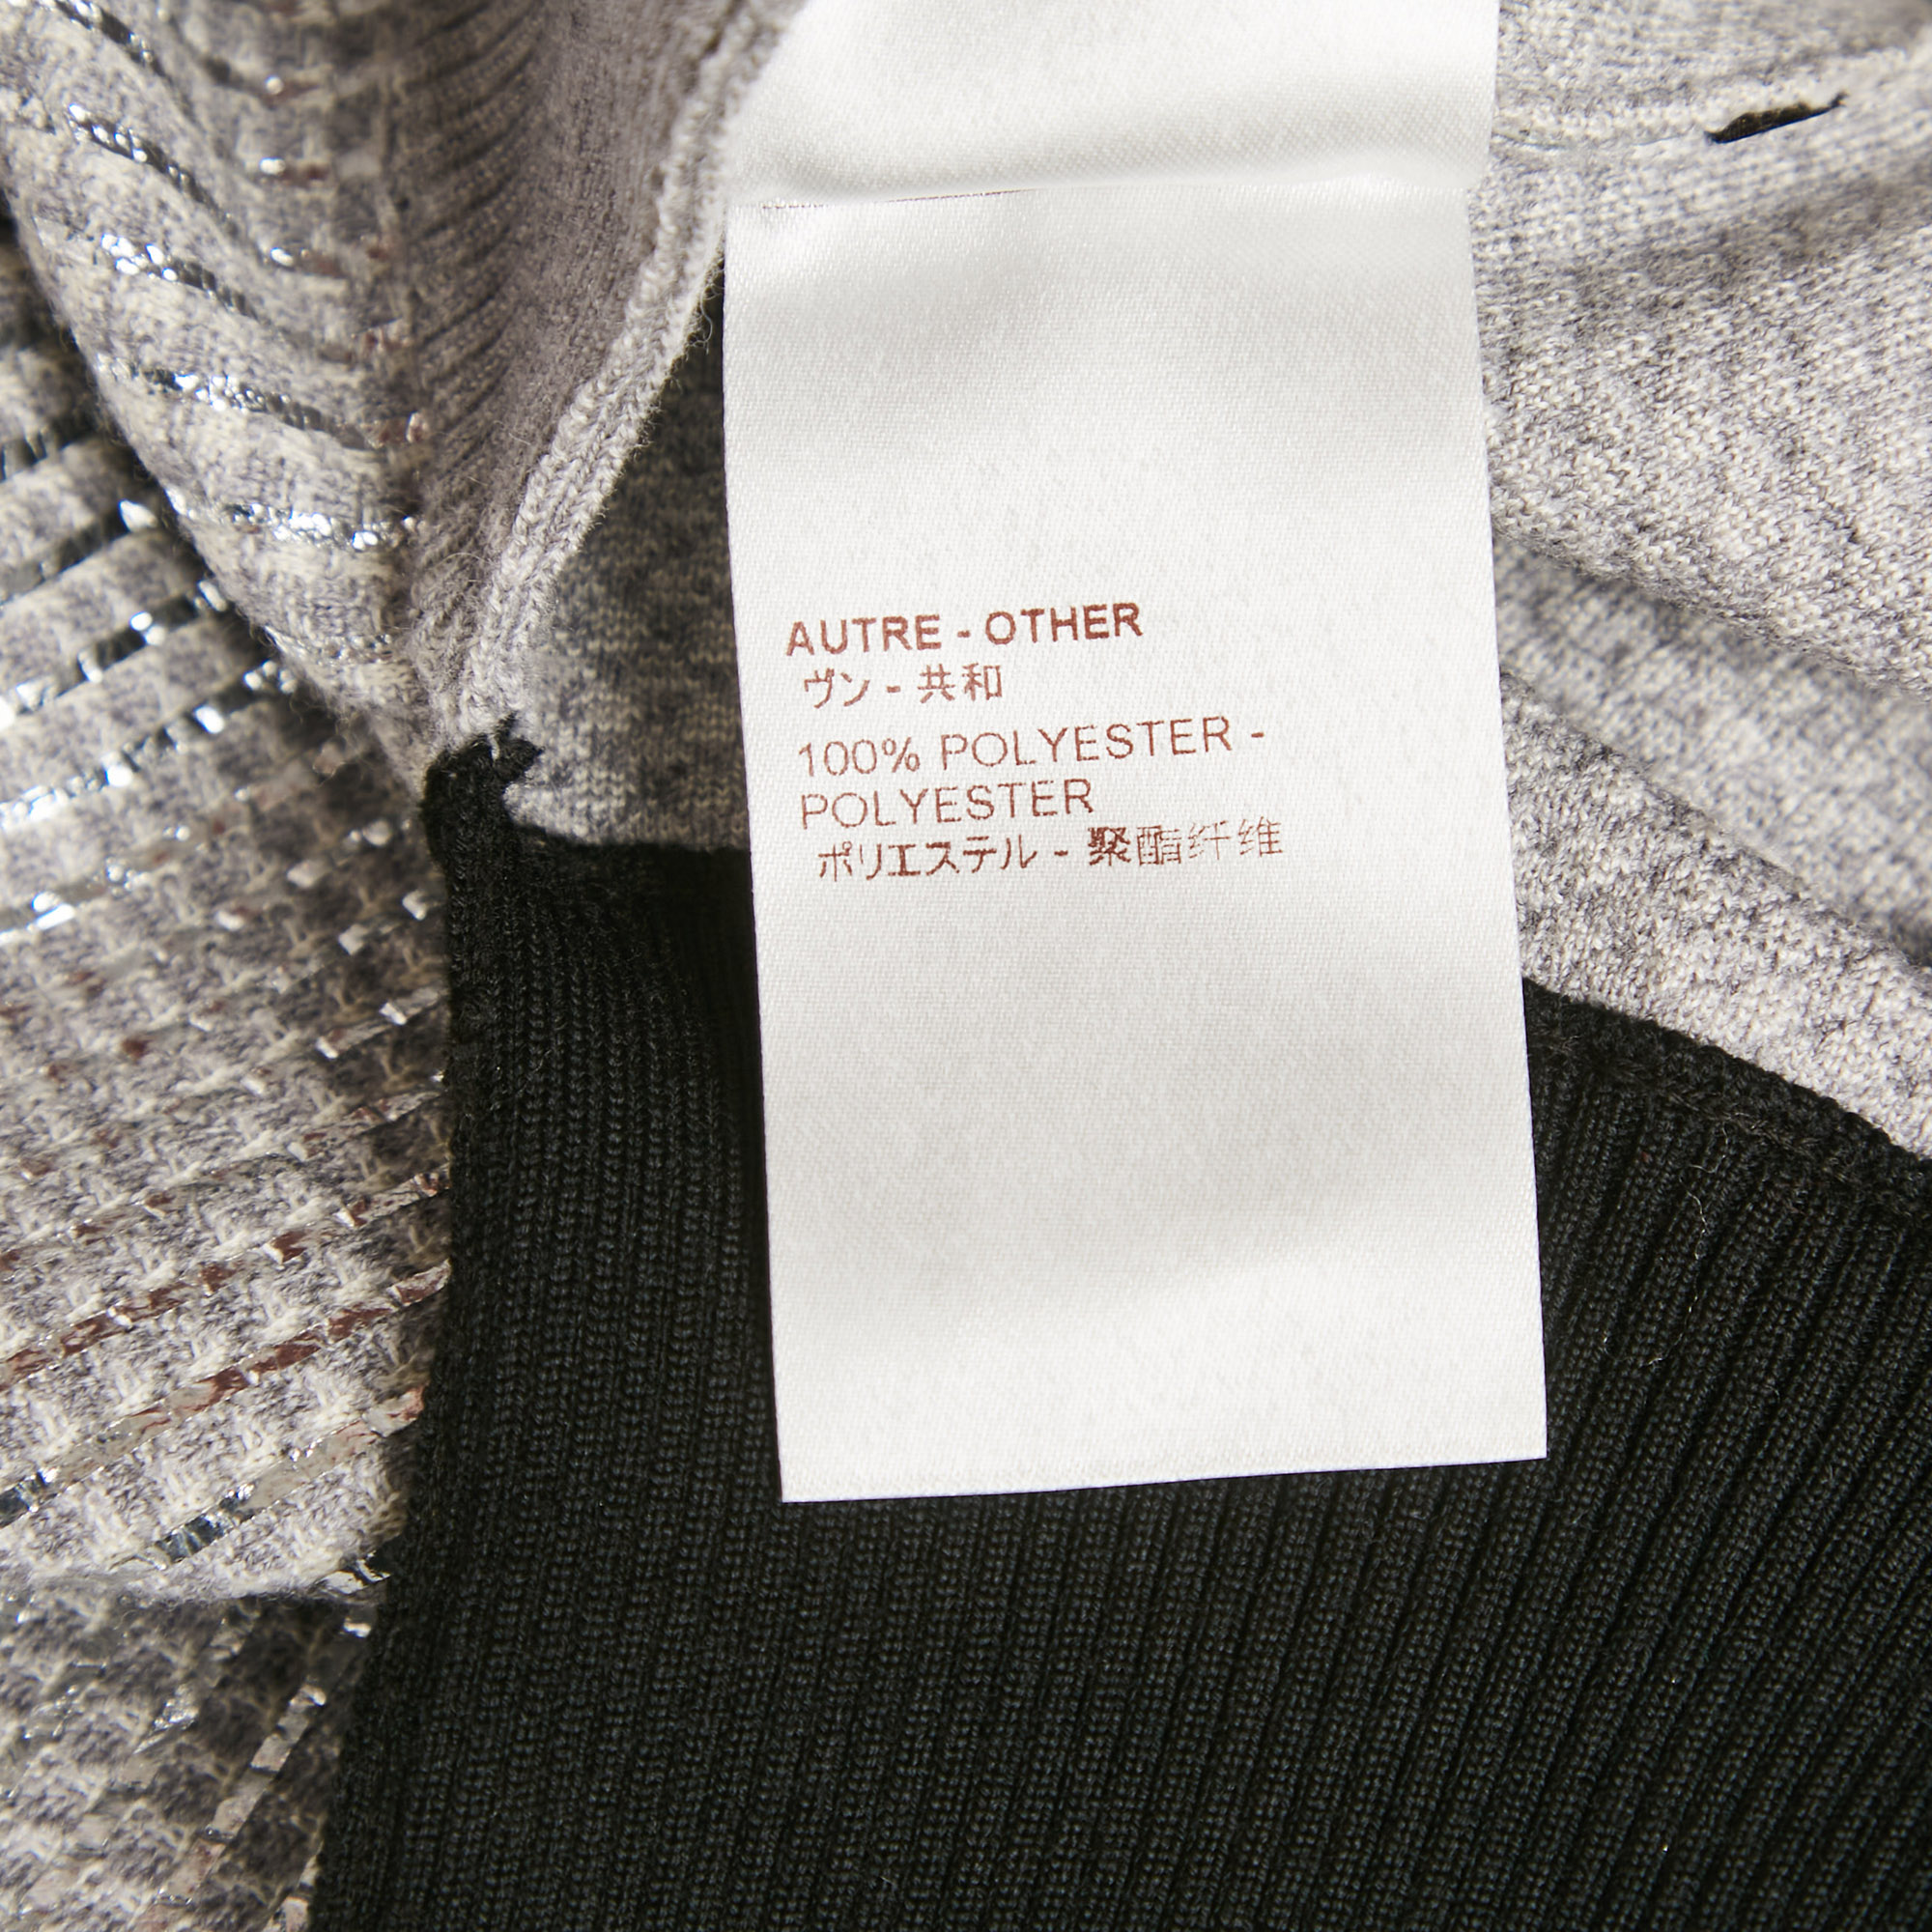 AUTRE - OTHER
ヴン - 共和
100% POLYESTER -
POLYESTER
ポリエステル - 聚酯纤维